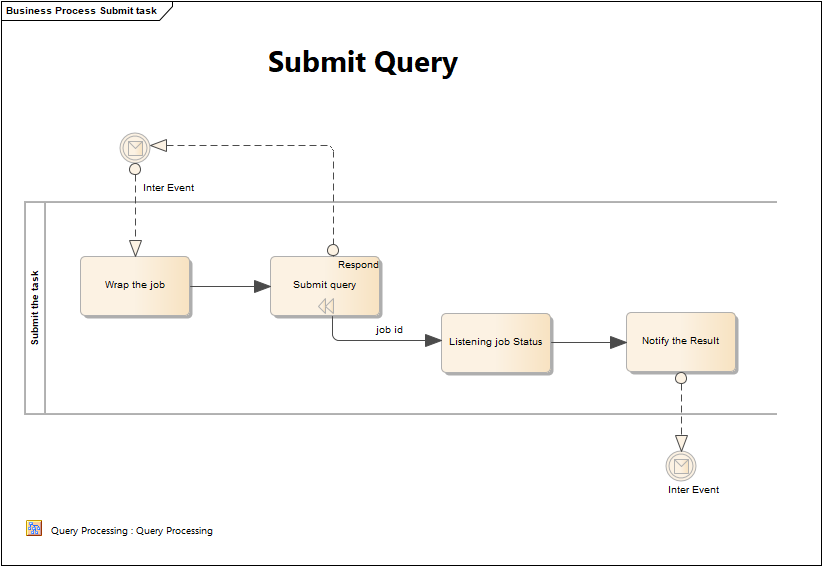 Business Process Submit task
Submit Query
Inter Event
Submit the task
Wrap the job
Respond
Submit query
job id
Listening job Status
Notify the Result
Inter Event
Query Processing : Query Processing